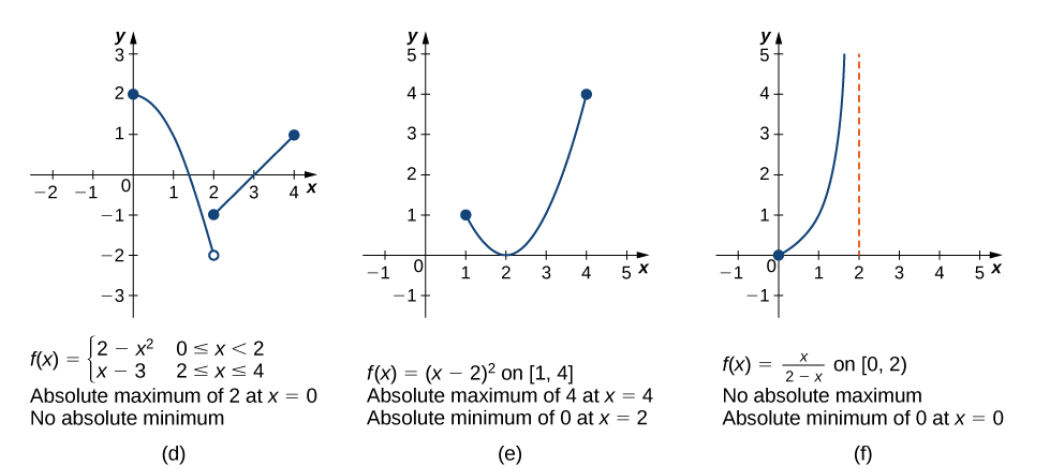 y
3
2
1
−2 −1 0 1 2 3 4 x
−1
−2
−3
f(x) = {2 − x² 0 ≤ x < 2
x − 3 2 ≤ x ≤ 4
Absolute maximum of 2 at x = 0
No absolute minimum
(d)
y
5
4
3
2
1
−1 0 1 2 3 4 5 x
−1
f(x) = (x − 2)² on [1, 4]
Absolute maximum of 4 at x = 4
Absolute minimum of 0 at x = 2
(e)
y
5
4
3
2
1
−1 0 1 2 3 4 5 x
−1
f(x) = x / (2 − x) on [0, 2)
No absolute maximum
Absolute minimum of 0 at x = 0
(f)